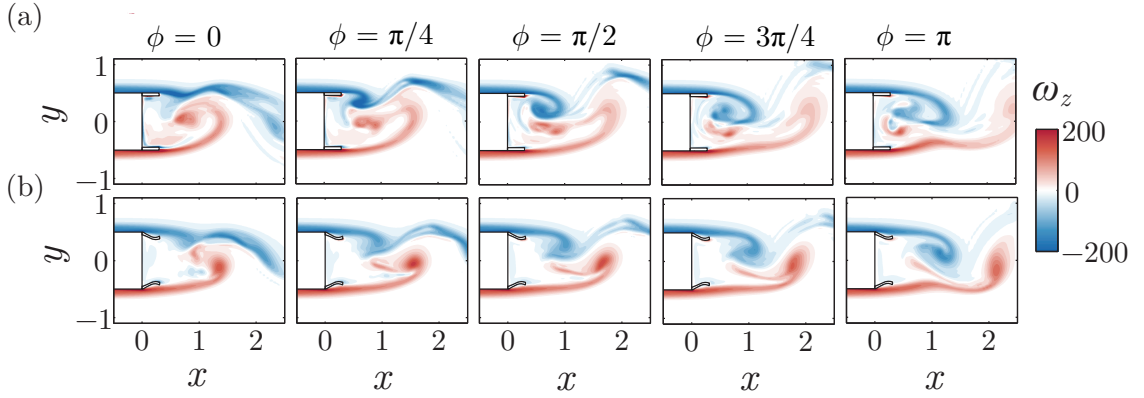 (a)
ϕ = 0 ϕ = π/4 ϕ = π/2 ϕ = 3π/4 ϕ = π
1
y 0
−1
ω_z
200
0
−200
(b)
1
y 0
−1
0 1 2 0 1 2 0 1 2 0 1 2 0 1 2
x x x x x